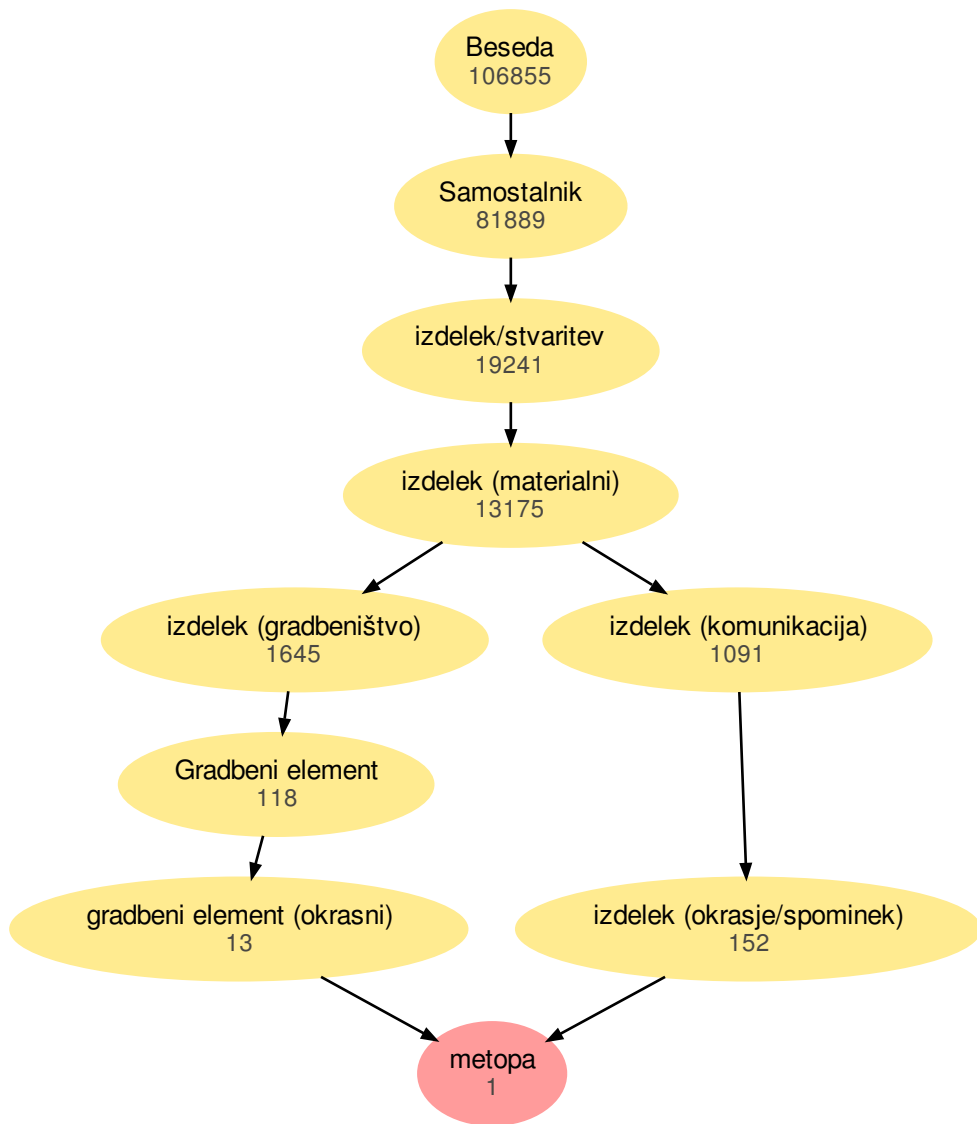 Beseda
106855
Samostalnik
81889
izdelek/stvaritev
19241
izdelek (materialni)
13175
izdelek (gradbeništvo)
1645
izdelek (komunikacija)
1091
Gradbeni element
118
gradbeni element (okrasni)
13
izdelek (okrasje/spominek)
152
metopa
1